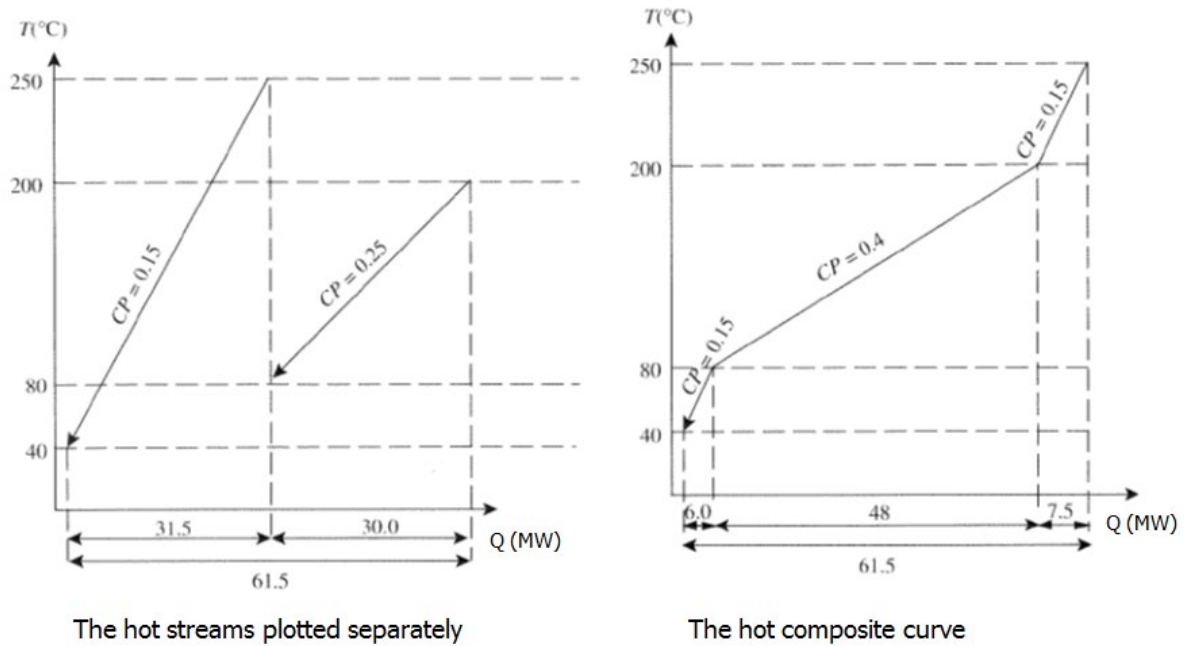 T(°C)
250
200
80
40
CP = 0.15
CP = 0.25
31.5
30.0
Q (MW)
61.5
The hot streams plotted separately
T(°C)
250
200
80
40
CP = 0.15
CP = 0.4
CP = 0.15
6.0
48
7.5
Q (MW)
61.5
The hot composite curve